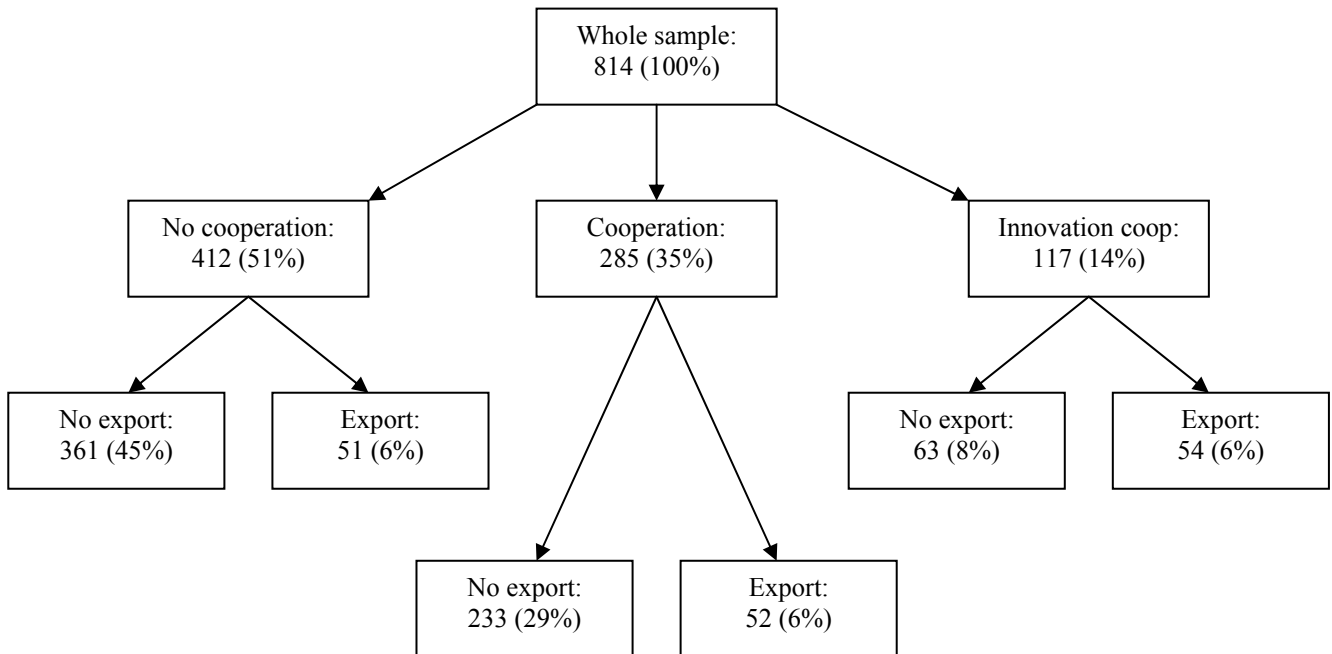 Whole sample:
814 (100%)
No cooperation:
412 (51%)
Cooperation:
285 (35%)
Innovation coop:
117 (14%)
No export:
361 (45%)
Export:
51 (6%)
No export:
63 (8%)
Export:
54 (6%)
No export:
233 (29%)
Export:
52 (6%)